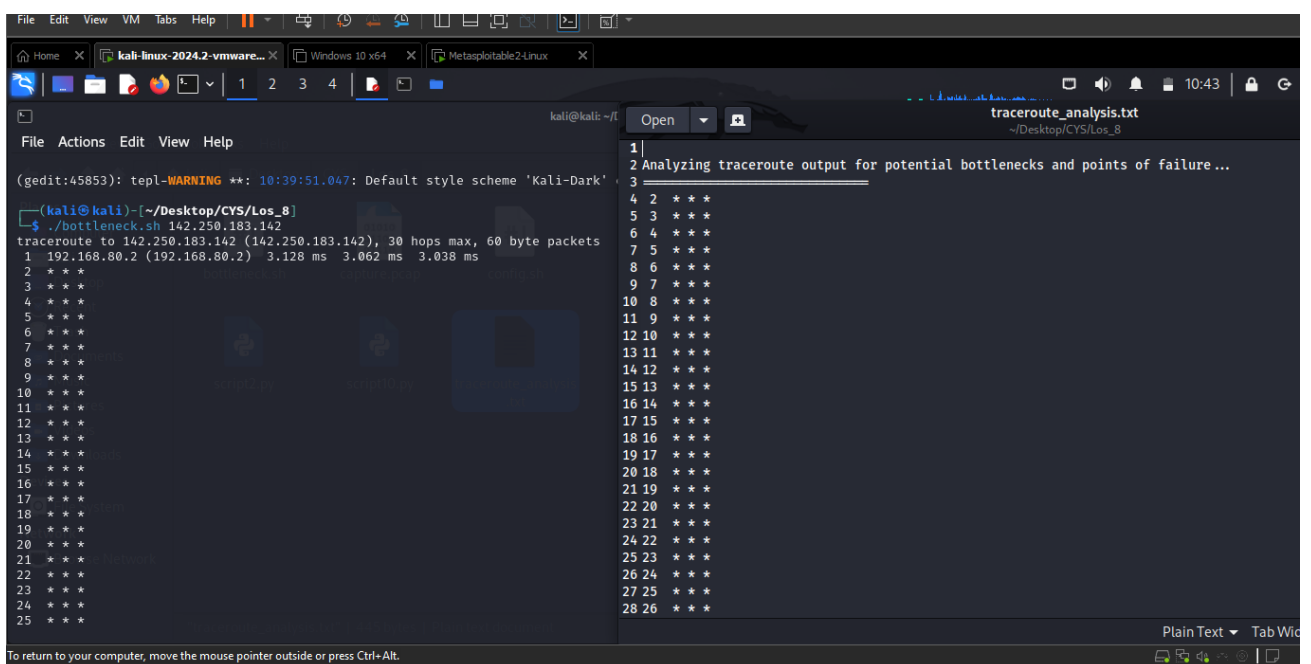 File Edit View VM Tabs Help
Home kali-linux-2024.2-vmware... Windows 10 x64 Metasploitable2-Linux
1 2 3 4 10:43
kali@kali: ~/D
File Actions Edit View Help
(gedit:45853): tepl-WARNING **: 10:39:51.047: Default style scheme 'Kali-Dark'
(kali㉿kali)-[~/Desktop/CYS/Los_8]
$ ./bottleneck.sh 142.250.183.142
traceroute to 142.250.183.142 (142.250.183.142), 30 hops max, 60 byte packets
1 192.168.80.2 (192.168.80.2) 3.128 ms 3.062 ms 3.038 ms
2 * * *
3 * * *
4 * * *
5 * * *
6 * * *
7 * * *
8 * * *
9 * * *
10 * * *
11 * * *
12 * * *
13 * * *
14 * * *
15 * * *
16 * * *
17 * * *
18 * * *
19 * * *
20 * * *
21 * * *
22 * * *
23 * * *
24 * * *
25 * * *
Open
traceroute_analysis.txt
~/Desktop/CYS/Los_8
1
2 Analyzing traceroute output for potential bottlenecks and points of failure...
3 ==============================
4 2 * * *
5 3 * * *
6 4 * * *
7 5 * * *
8 6 * * *
9 7 * * *
10 8 * * *
11 9 * * *
12 10 * * *
13 11 * * *
14 12 * * *
15 13 * * *
16 14 * * *
17 15 * * *
18 16 * * *
19 17 * * *
20 18 * * *
21 19 * * *
22 20 * * *
23 21 * * *
24 22 * * *
25 23 * * *
26 24 * * *
27 25 * * *
28 26 * * *
Plain Text Tab Wid
To return to your computer, move the mouse pointer outside or press Ctrl+Alt.